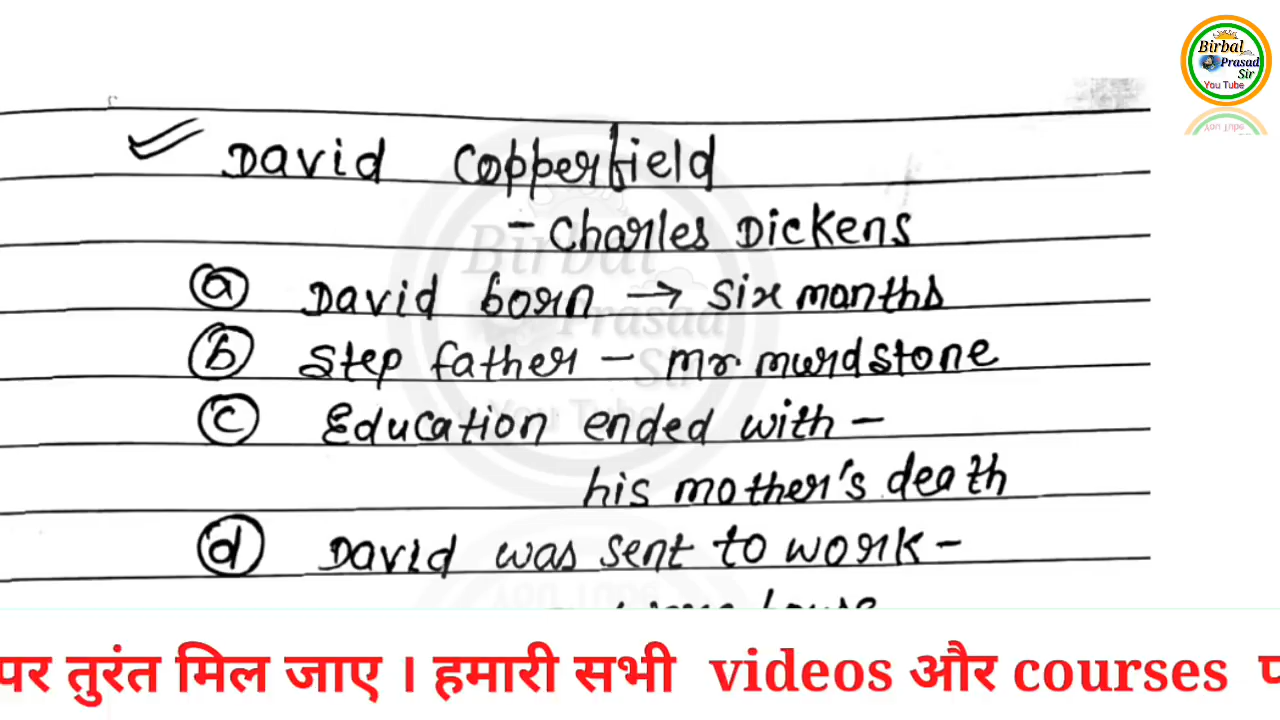 Birbal
Prasad
Sir
You Tube
David Copperfield
- Charles Dickens
(a) David born → six months
(b) Step father - mr. murdstone
(c) Education ended with -
his mother's death
(d) David was sent to work -
पर तुरंत मिल जाए । हमारी सभी videos और courses